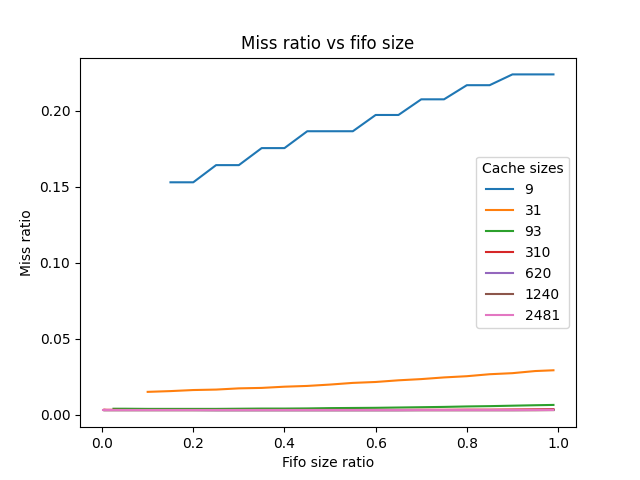 Miss ratio vs fifo size
Miss ratio
0.20
0.15
0.10
0.05
0.00
Cache sizes
9
31
93
310
620
1240
2481
0.0 0.2 0.4 0.6 0.8 1.0
Fifo size ratio